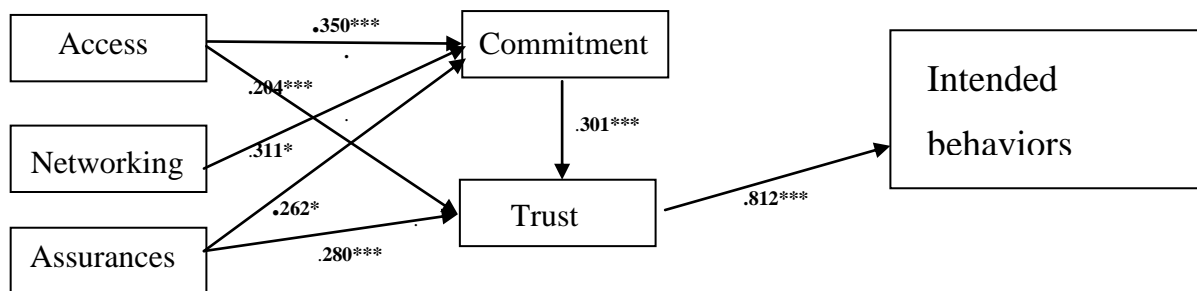 Access
.350***
Commitment
.204***
Networking
.311*
.301***
Intended
behaviors
.262*
Trust
.812***
Assurances
.280***